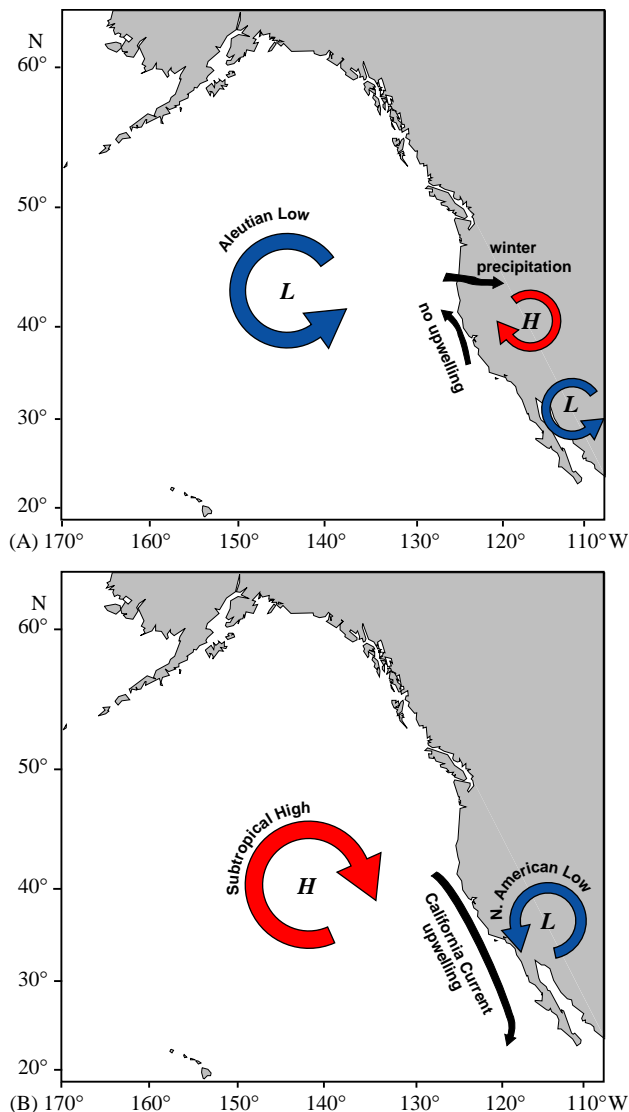 N
60°
50°
40°
30°
20°
Aleutian Low
L
winter
precipitation
no upwelling
H
L
(A) 170° 160° 150° 140° 130° 120° 110° W
N
60°
50°
40°
30°
20°
Subtropical High
H
California Current
upwelling
N. American Low
L
(B) 170° 160° 150° 140° 130° 120° 110° W